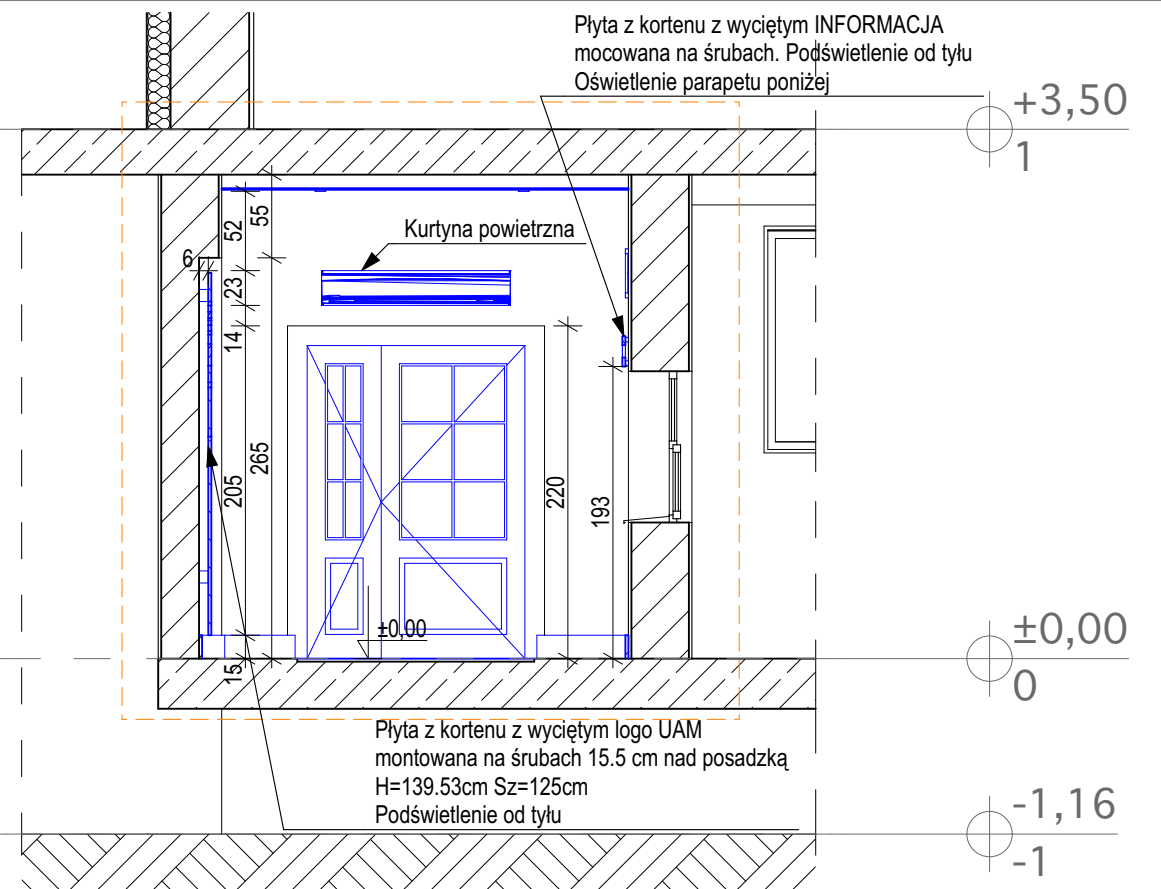 Płyta z kortenu z wyciętym INFORMACJA
mocowana na śrubach. Podświetlenie od tyłu
Oświetlenie parapetu poniżej
+3,50
1
Kurtyna powietrzna
6
52
55
23
14
265
205
220
193
15
±0,00
±0,00
0
Płyta z kortenu z wyciętym logo UAM
montowana na śrubach 15.5 cm nad posadzką
H=139.53cm Sz=125cm
Podświetlenie od tyłu
-1,16
-1